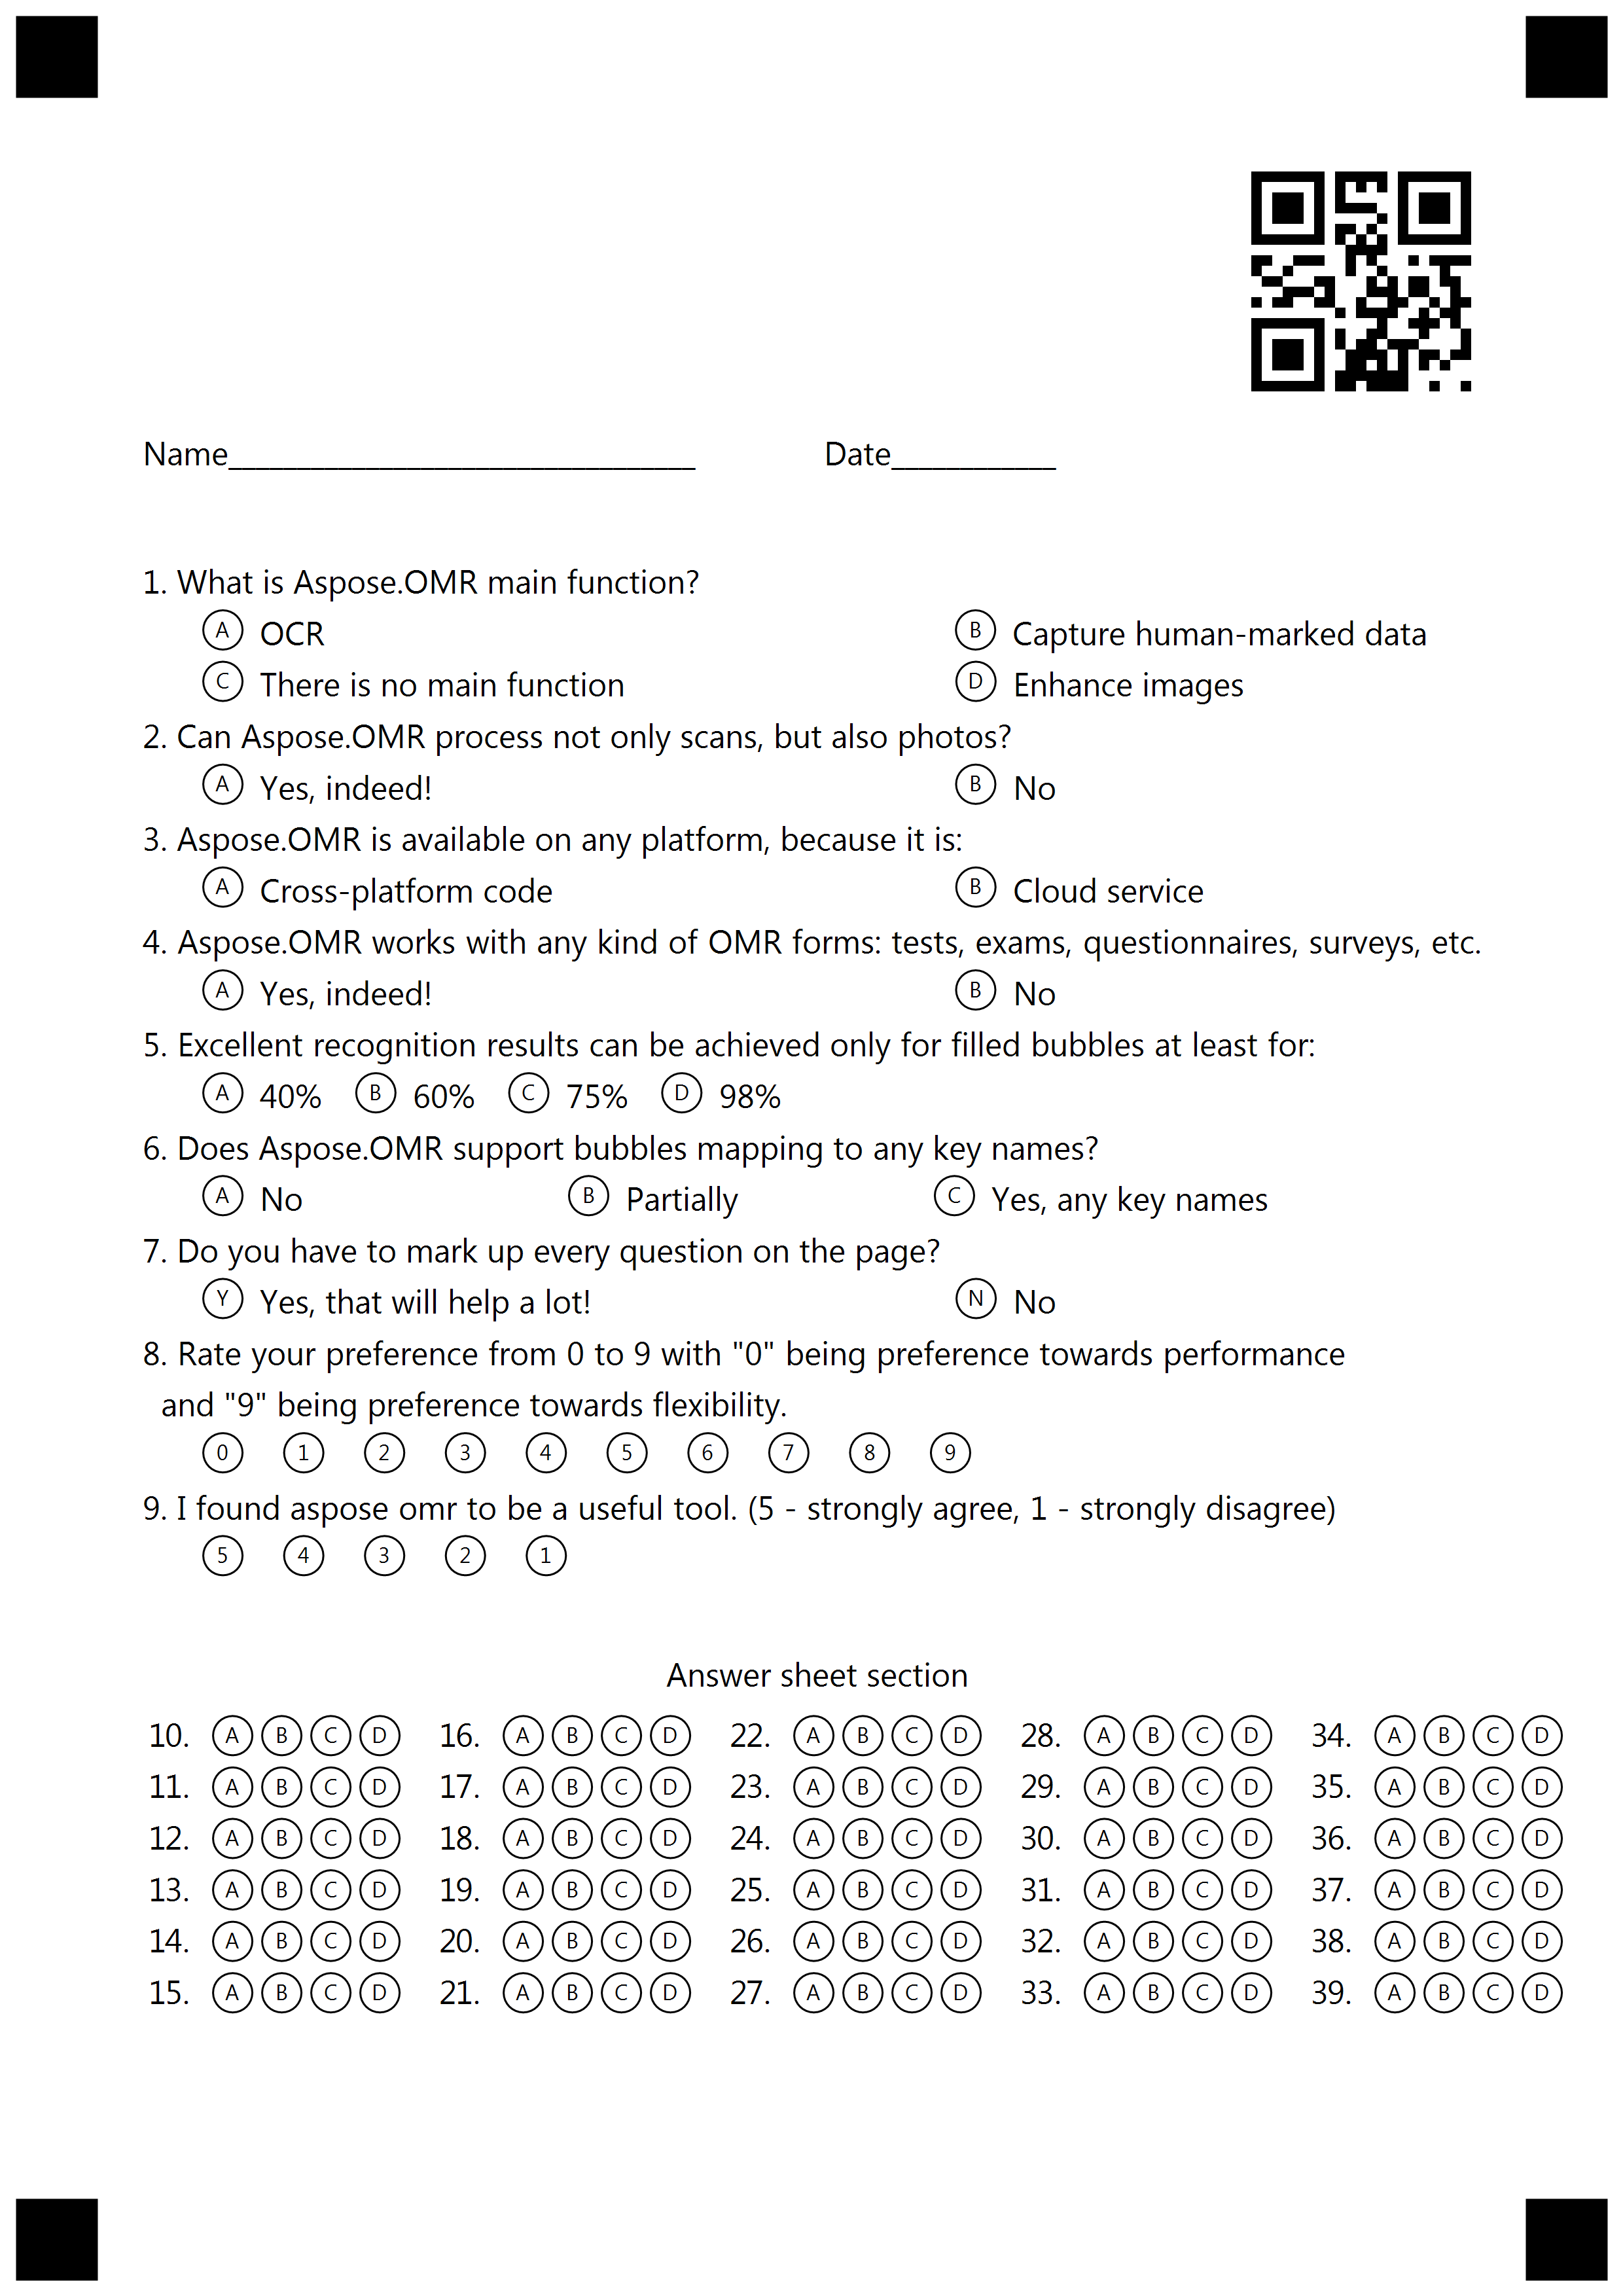 Name__________________________________ Date____________
1. What is Aspose.OMR main function?
A OCR B Capture human-marked data
C There is no main function D Enhance images
2. Can Aspose.OMR process not only scans, but also photos?
A Yes, indeed! B No
3. Aspose.OMR is available on any platform, because it is:
A Cross-platform code B Cloud service
4. Aspose.OMR works with any kind of OMR forms: tests, exams, questionnaires, surveys, etc.
A Yes, indeed! B No
5. Excellent recognition results can be achieved only for filled bubbles at least for:
A 40% B 60% C 75% D 98%
6. Does Aspose.OMR support bubbles mapping to any key names?
A No B Partially C Yes, any key names
7. Do you have to mark up every question on the page?
Y Yes, that will help a lot! N No
8. Rate your preference from 0 to 9 with "0" being preference towards performance
and "9" being preference towards flexibility.
0 1 2 3 4 5 6 7 8 9
9. I found aspose omr to be a useful tool. (5 - strongly agree, 1 - strongly disagree)
5 4 3 2 1
Answer sheet section
10. A B C D 16. A B C D 22. A B C D 28. A B C D 34. A B C D
11. A B C D 17. A B C D 23. A B C D 29. A B C D 35. A B C D
12. A B C D 18. A B C D 24. A B C D 30. A B C D 36. A B C D
13. A B C D 19. A B C D 25. A B C D 31. A B C D 37. A B C D
14. A B C D 20. A B C D 26. A B C D 32. A B C D 38. A B C D
15. A B C D 21. A B C D 27. A B C D 33. A B C D 39. A B C D